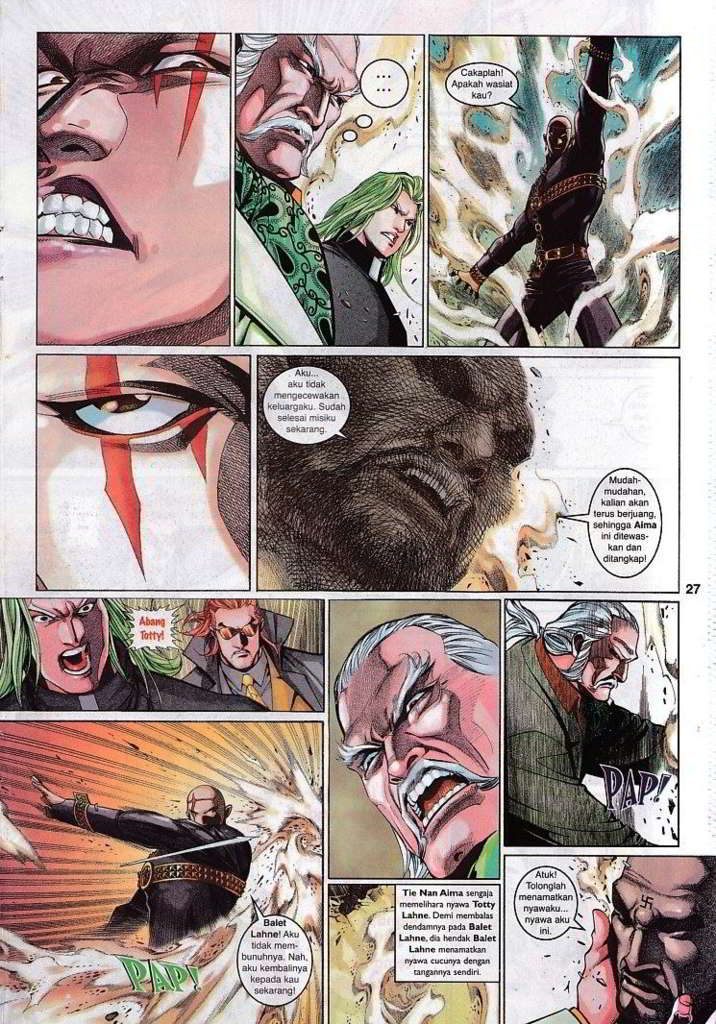 ...
...
Cakaplah!
Apakah wasiat
kau?
Aku...
aku tidak
mengecewakan
keluargaku. Sudah
selesai misiku
sekarang.
Mudah-
mudahan,
kalian akan
terus berjuang,
sehingga Aima
ini ditewas-
kan dan
ditangkap!
27
Abang
Totty!
PAP!
Balet
Lahne! Aku
tidak mem-
bunuhnya. Nah,
aku kembalinya
kepada kau
sekarang!
PAP!
Tie Nan Aima sengaja
memelihara nyawa Totty
Lahne. Demi membalas
dendamnya pada Balet
Lahne, dia hendak Balet
Lahne menamatkan
nyawa cucunya dengan
tangannya sendiri.
Atuk!
Tolonglah
menamatkan
nyawaku...
nyawa aku
ini.